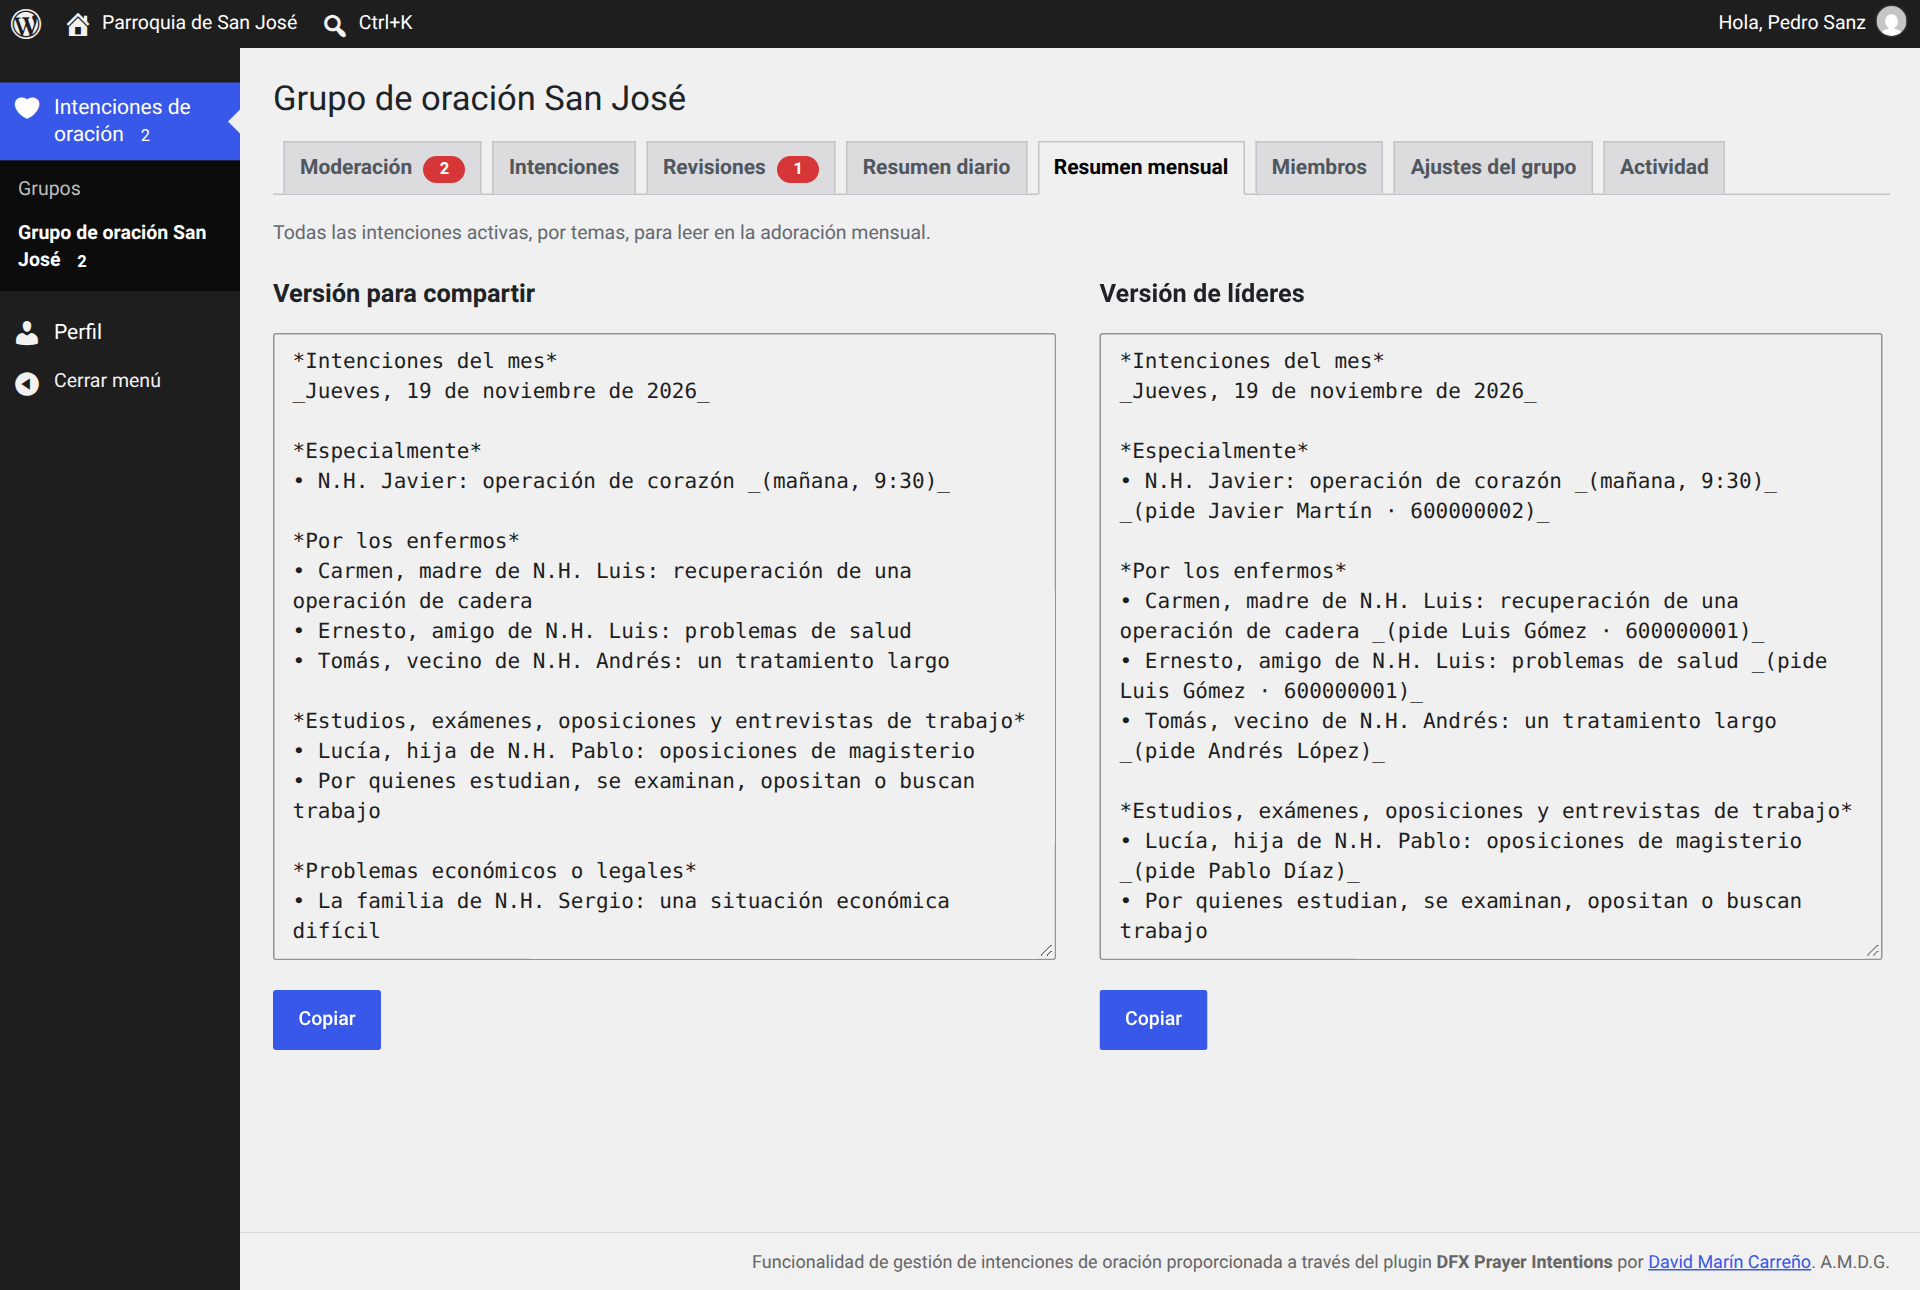 Parroquia de San José
Ctrl+K
Hola, Pedro Sanz
Intenciones de
oración 2
Grupos
Grupo de oración San
José 2
Perfil
Cerrar menú
Grupo de oración San José
Moderación 2
Intenciones
Revisiones 1
Resumen diario
Resumen mensual
Miembros
Ajustes del grupo
Actividad
Todas las intenciones activas, por temas, para leer en la adoración mensual.
Versión para compartir
*Intenciones del mes*
_Jueves, 19 de noviembre de 2026_
*Especialmente*
• N.H. Javier: operación de corazón _(mañana, 9:30)_
*Por los enfermos*
• Carmen, madre de N.H. Luis: recuperación de una
operación de cadera
• Ernesto, amigo de N.H. Luis: problemas de salud
• Tomás, vecino de N.H. Andrés: un tratamiento largo
*Estudios, exámenes, oposiciones y entrevistas de trabajo*
• Lucía, hija de N.H. Pablo: oposiciones de magisterio
• Por quienes estudian, se examinan, opositan o buscan
trabajo
*Problemas económicos o legales*
• La familia de N.H. Sergio: una situación económica
difícil
Copiar
Versión de líderes
*Intenciones del mes*
_Jueves, 19 de noviembre de 2026_
*Especialmente*
• N.H. Javier: operación de corazón _(mañana, 9:30)_
_(pide Javier Martín · 600000002)_
*Por los enfermos*
• Carmen, madre de N.H. Luis: recuperación de una
operación de cadera _(pide Luis Gómez · 600000001)_
• Ernesto, amigo de N.H. Luis: problemas de salud _(pide
Luis Gómez · 600000001)_
• Tomás, vecino de N.H. Andrés: un tratamiento largo
_(pide Andrés López)_
*Estudios, exámenes, oposiciones y entrevistas de trabajo*
• Lucía, hija de N.H. Pablo: oposiciones de magisterio
_(pide Pablo Díaz)_
• Por quienes estudian, se examinan, opositan o buscan
trabajo
Copiar
Funcionalidad de gestión de intenciones de oración proporcionada a través del plugin DFX Prayer Intentions por David Marín Carreño. A.M.D.G.